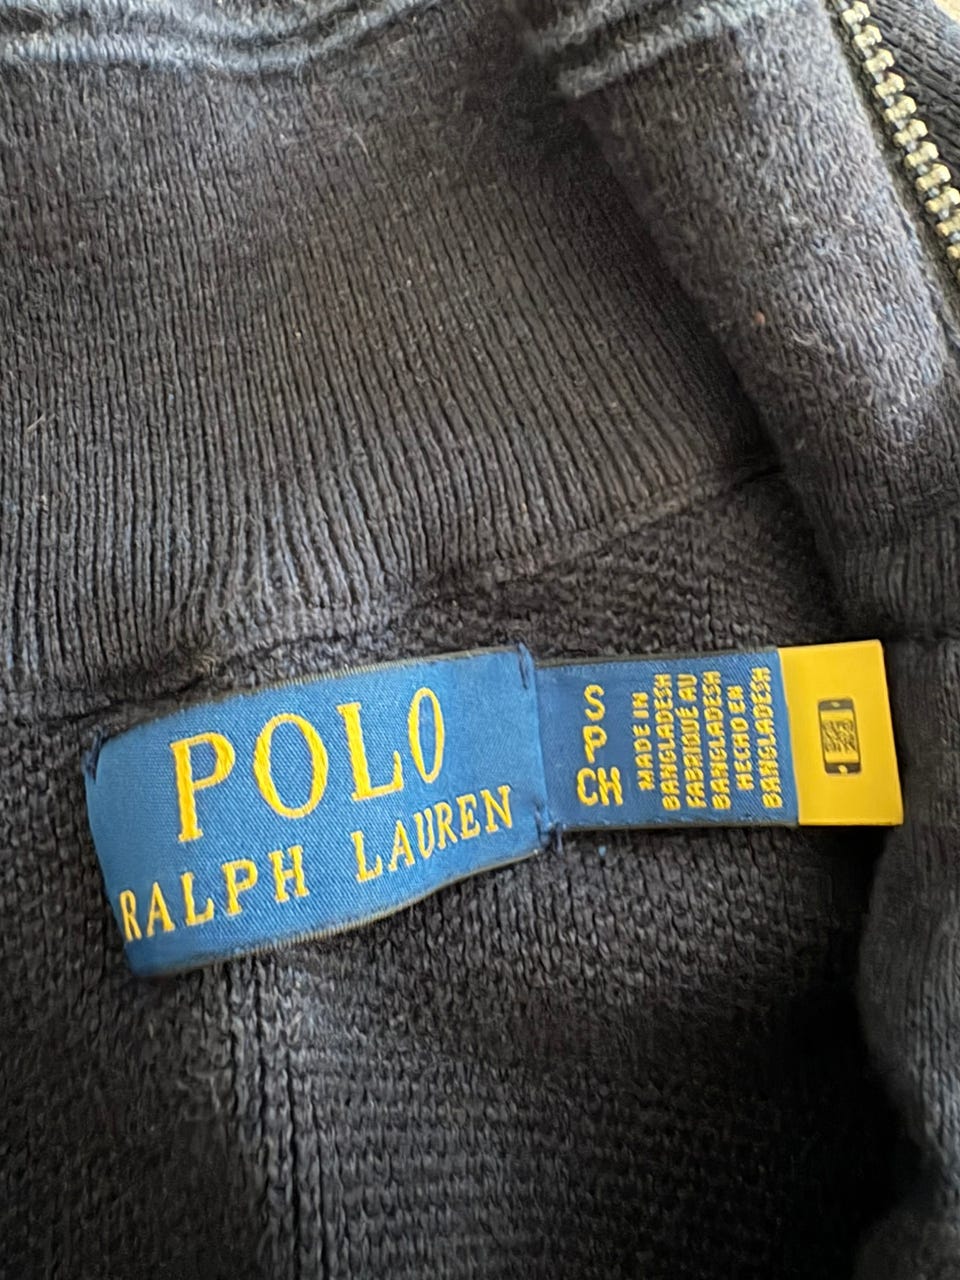 POLO
RALPH LAUREN
S
P
CH
MADE IN
BANGLADESH
FABRIQUÉ AU
BANGLADESH
HECHO EN
BANGLADESH